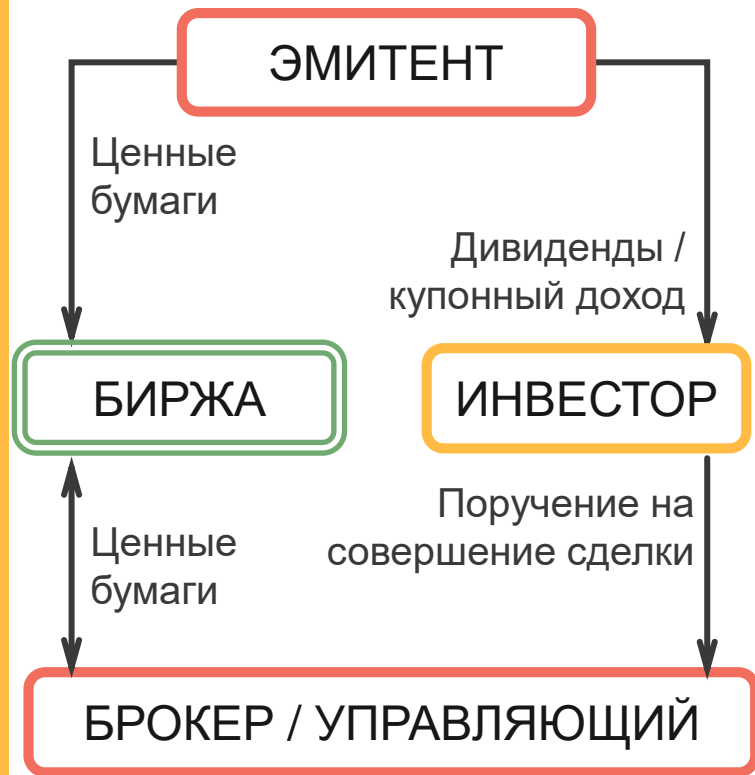 ЭМИТЕНТ
Ценные
бумаги
Дивиденды /
купонный доход
БИРЖА
ИНВЕСТОР
Ценные
бумаги
Поручение на
совершение сделки
БРОКЕР / УПРАВЛЯЮЩИЙ